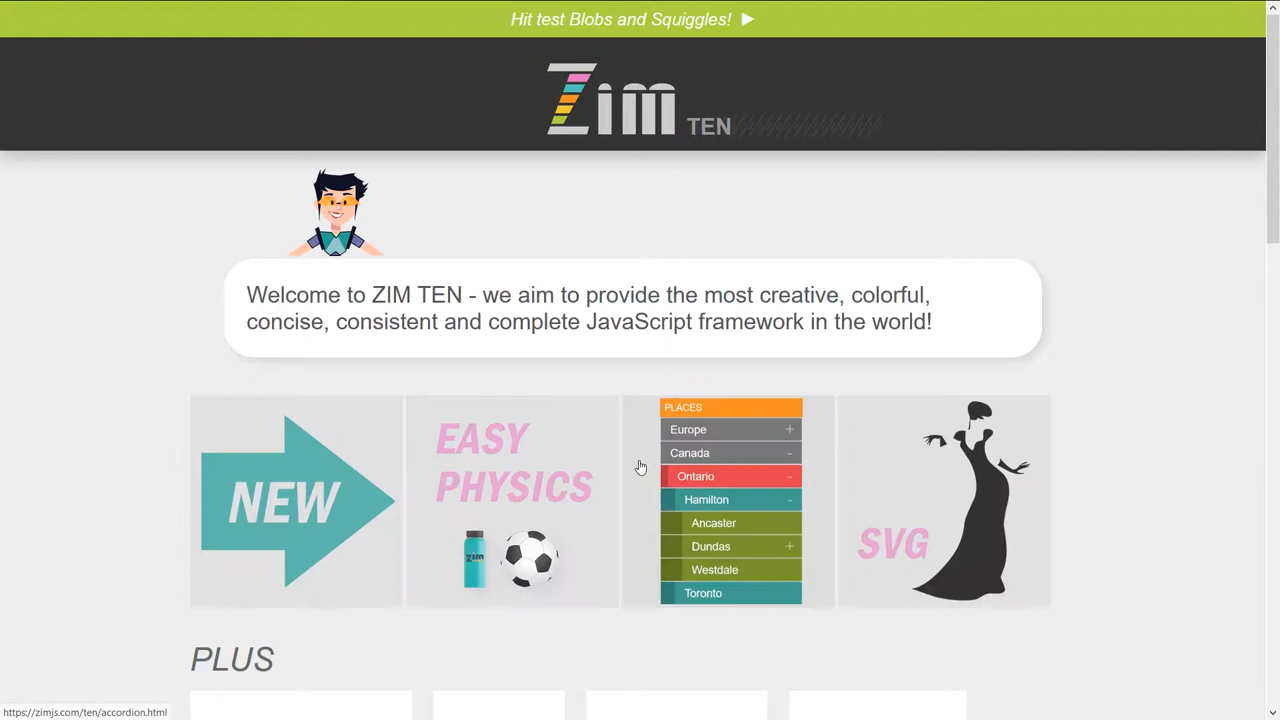 Hit test Blobs and Squiggles! ▶
Zim TEN
Welcome to ZIM TEN - we aim to provide the most creative, colorful,
concise, consistent and complete JavaScript framework in the world!
NEW
EASY
PHYSICS
Zim
PLACES
Europe +
Canada -
Ontario -
Hamilton -
Ancaster
Dundas +
Westdale
Toronto
SVG
PLUS
https://zimjs.com/ten/accordion.html